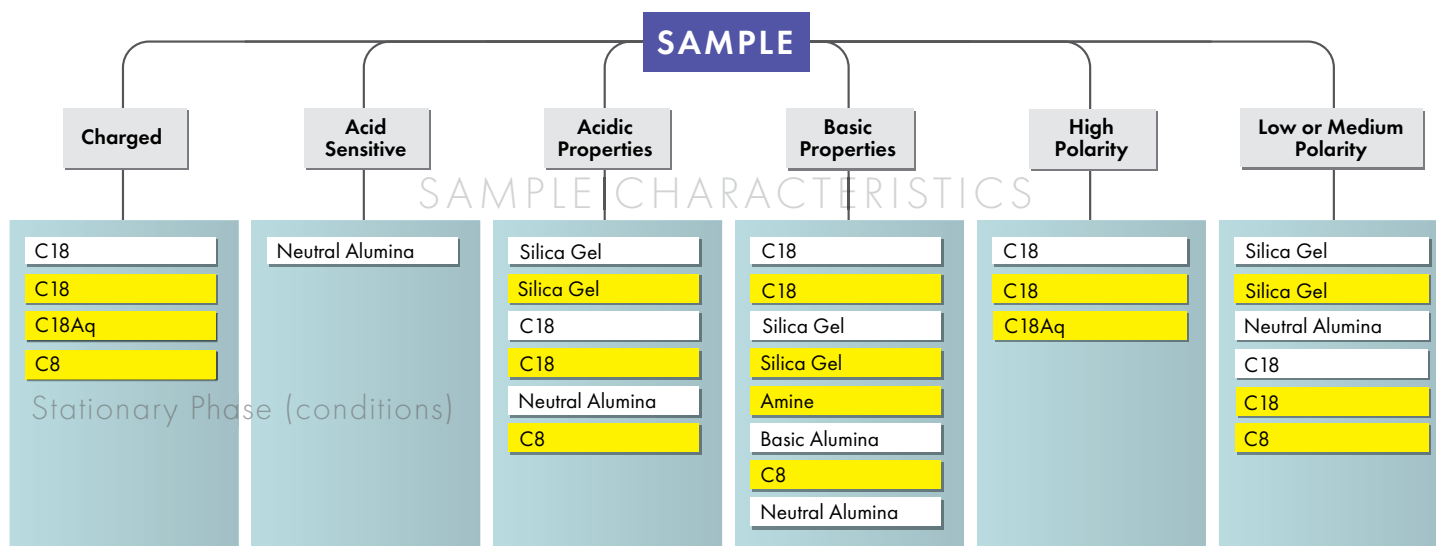 SAMPLE
Charged
Acid
Sensitive
Acidic
Properties
Basic
Properties
High
Polarity
Low or Medium
Polarity
SAMPLE CHARACTERISTICS
C18
C18
C18Aq
C8
Neutral Alumina
Silica Gel
Silica Gel
C18
C18
Neutral Alumina
C8
C18
C18
Silica Gel
Silica Gel
Amine
Basic Alumina
C8
Neutral Alumina
C18
C18
C18Aq
Silica Gel
Silica Gel
Neutral Alumina
C18
C18
C8
Stationary Phase (conditions)